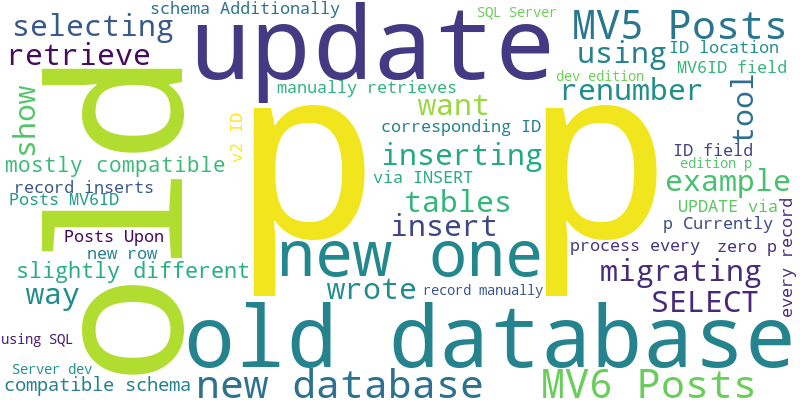 schema Additionally
SQL Server
selecting
update
MV5 Posts
retrieve
using
ID location
dev edition
MV6ID field
manually retrieves
renumber
show
old
p p
want
tool
v2 ID
corresponding ID
ID field
mostly compatible
inserting
edition p
via INSERT
example
record inserts
Posts MV6ID
tables
UPDATE via
insert
p Currently
Posts Upon
new row
new one
process every
zero p
every record
slightly different
migrating
way
wrote
record manually
SELECT
using SQL
old database
Server dev
compatible schema
new database
MV6 Posts